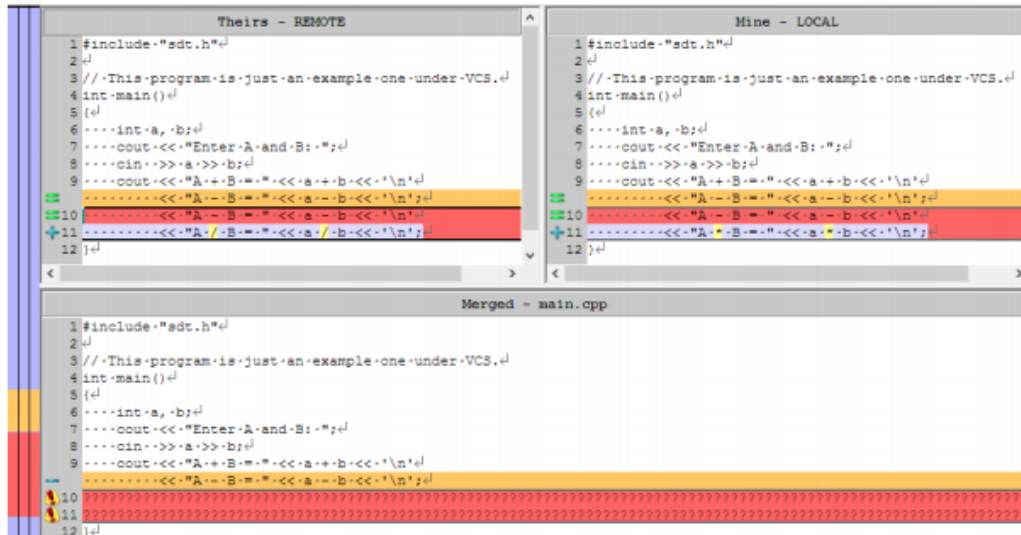 Theirs - REMOTE
1 #include·"sdt.h"↵
2 ↵
3 //·This·program·is·just·an·example·one·under·VCS.↵
4 int·main()↵
5 {↵
6 ····int·a,·b;↵
7 ····cout·<<·"Enter·A·and·B:·";↵
8 ····cin··>>·a·>>·b;↵
9 ····cout·<<·"A·+·B·=·"·<<·a·+·b·<<·'\n'↵
·········<<·"A·-·B·=·"·<<·a·-·b·<<·'\n';↵
10 ·········<<·"A·-·B·=·"·<<·a·-·b·<<·'\n'↵
11 ·········<<·"A·/·B·=·"·<<·a·/·b·<<·'\n';
12 }↵
Mine - LOCAL
1 #include·"sdt.h"↵
2 ↵
3 //·This·program·is·just·an·example·one·under·VCS.↵
4 int·main()↵
5 {↵
6 ····int·a,·b;↵
7 ····cout·<<·"Enter·A·and·B:·";↵
8 ····cin··>>·a·>>·b;↵
9 ····cout·<<·"A·+·B·=·"·<<·a·+·b·<<·'\n'↵
·········<<·"A·-·B·=·"·<<·a·-·b·<<·'\n';↵
10 ·········<<·"A·-·B·=·"·<<·a·-·b·<<·'\n'↵
11 ·········<<·"A·*·B·=·"·<<·a·*·b·<<·'\n';↵
12 }↵
Merged - main.cpp
1 #include·"sdt.h"↵
2 ↵
3 //·This·program·is·just·an·example·one·under·VCS.↵
4 int·main()↵
5 {↵
6 ····int·a,·b;↵
7 ····cout·<<·"Enter·A·and·B:·";↵
8 ····cin··>>·a·>>·b;↵
9 ····cout·<<·"A·+·B·=·"·<<·a·+·b·<<·'\n'↵
·········<<·"A·-·B·=·"·<<·a·-·b·<<·'\n';↵
10
11
12 }↵